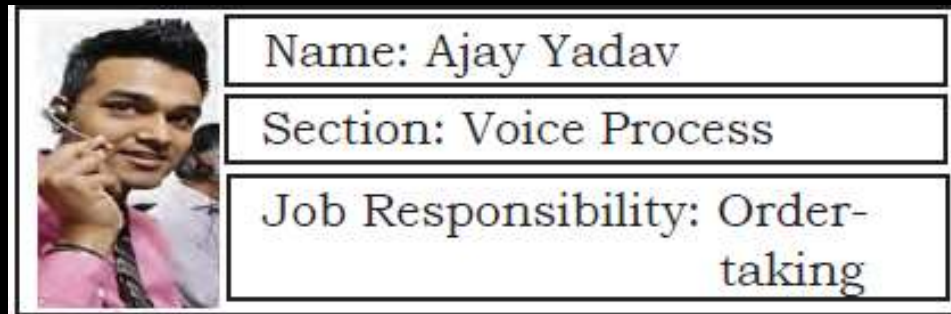 Name: Ajay Yadav
Section: Voice Process
Job Responsibility: Order-
taking